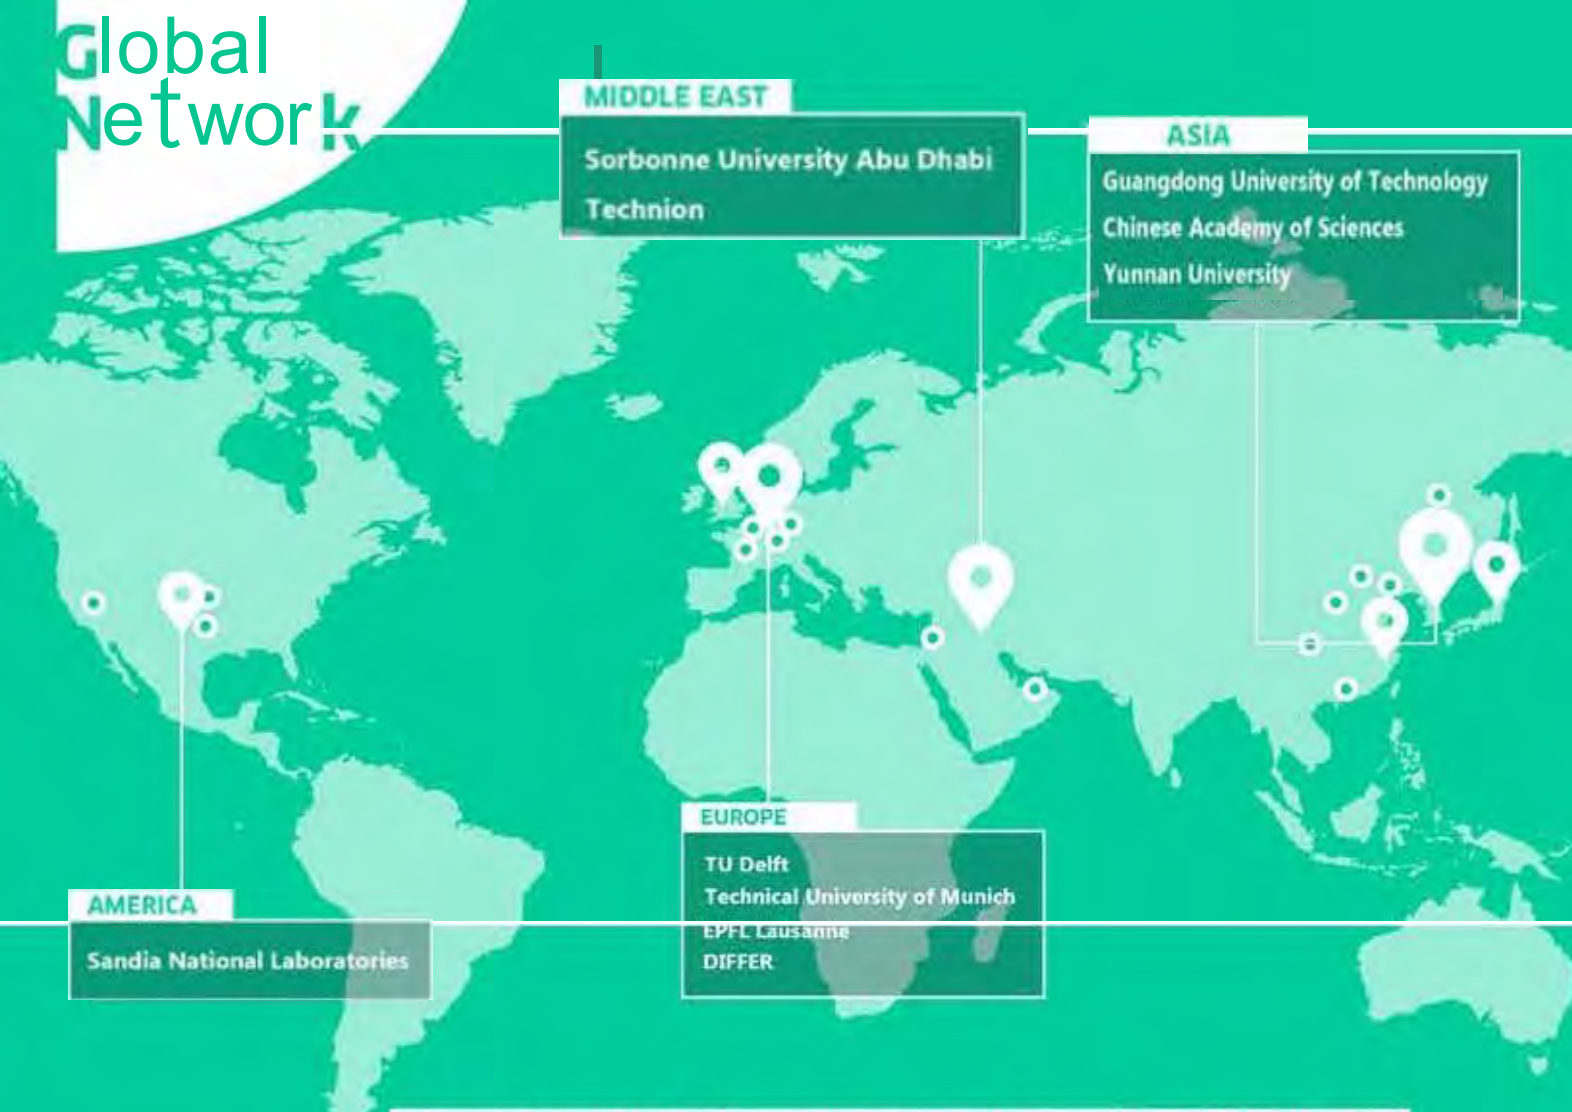 Global
Network
MIDDLE EAST
Sorbonne University Abu Dhabi
Technion
ASIA
Guangdong University of Technology
Chinese Academy of Sciences
Yunnan University
EUROPE
TU Delft
Technical University of Munich
EPFL Lausanne
DIFFER
AMERICA
Sandia National Laboratories